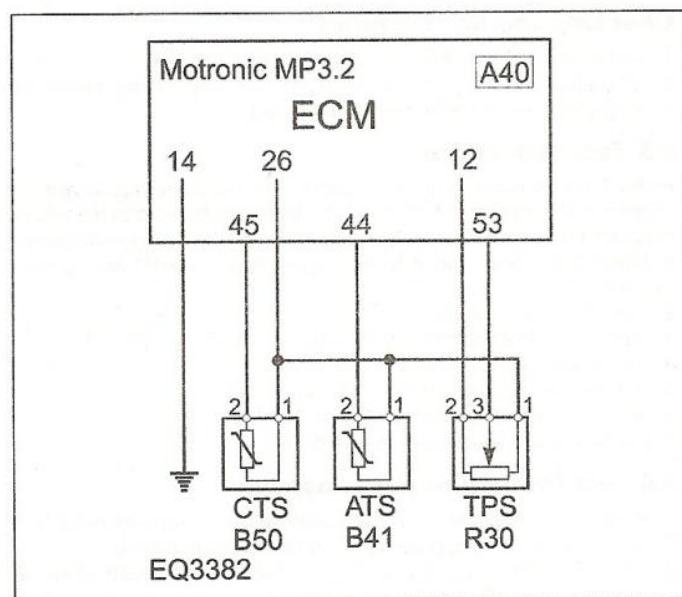 Motronic MP3.2 A40
ECM
14 26 12
45 44 53
2 1 2 1 2 3 1
CTS ATS TPS
B50 B41 R30
EQ3382